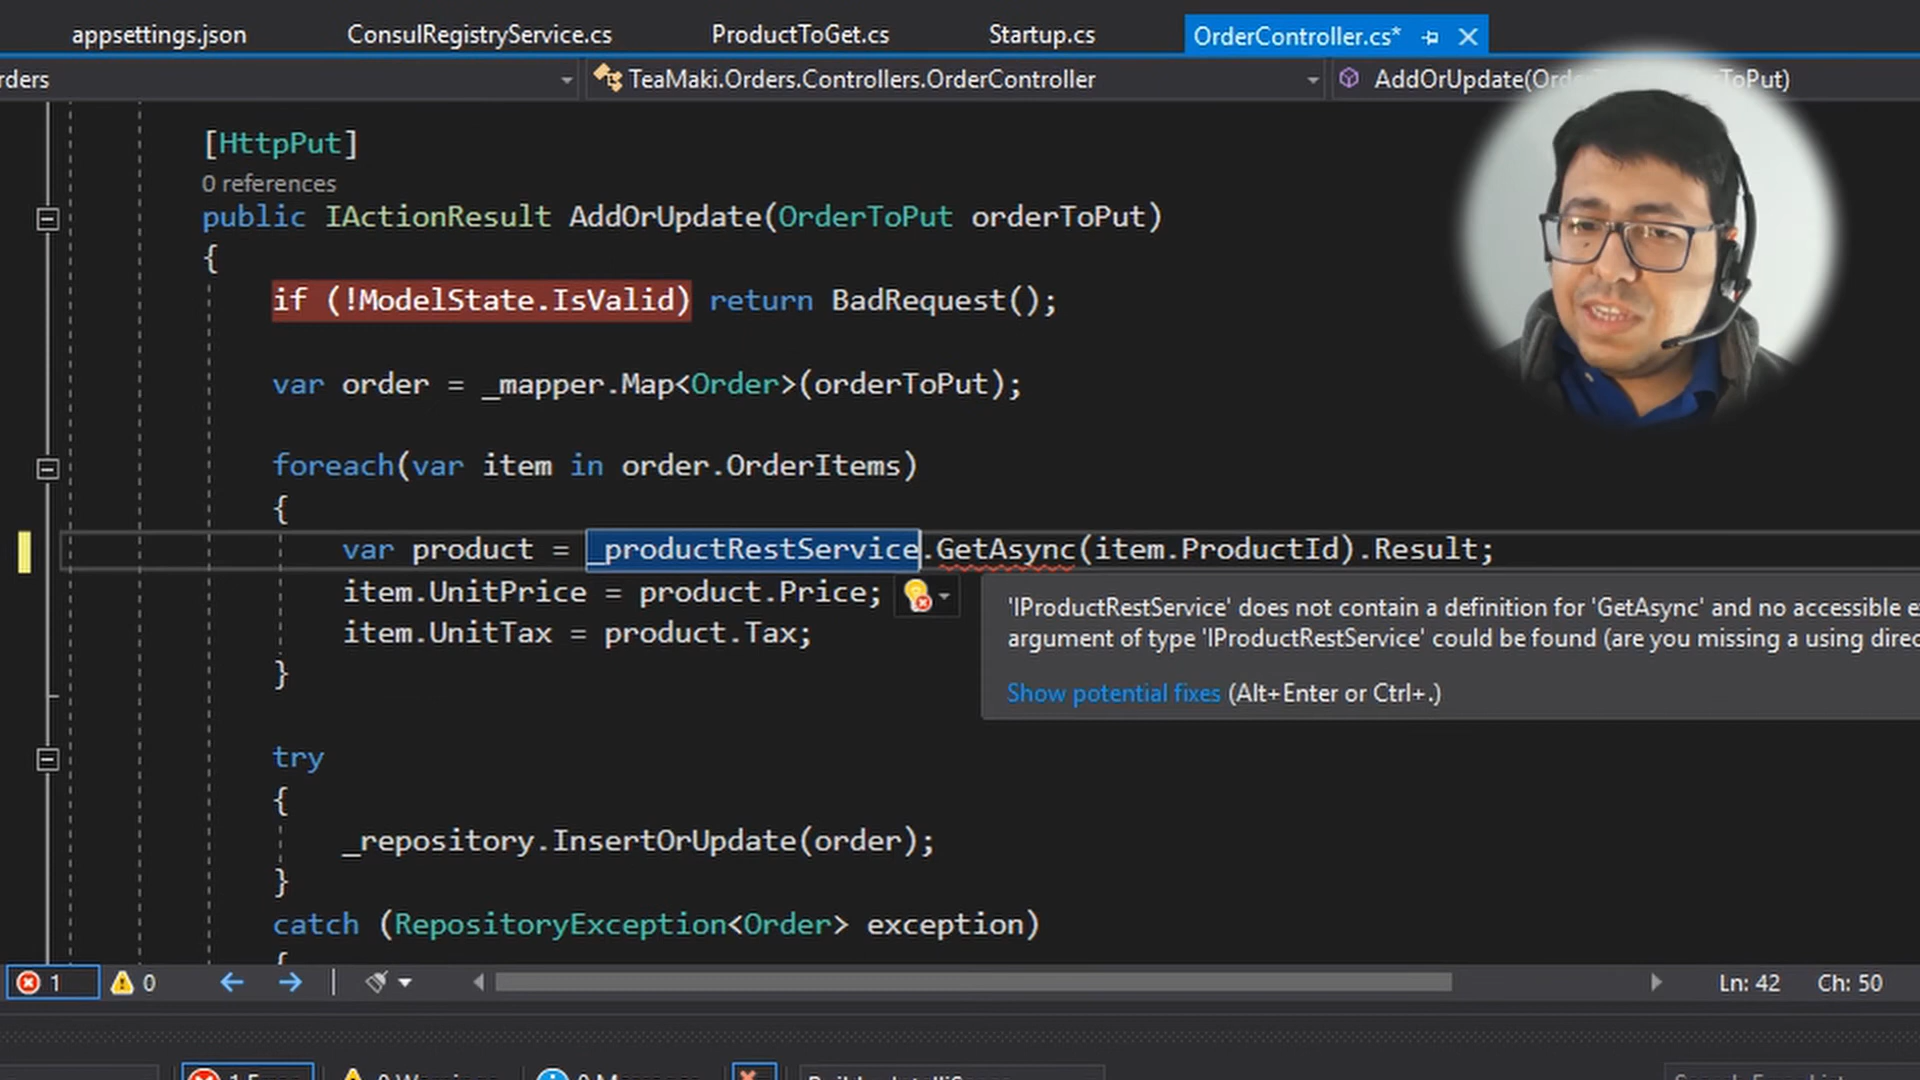 appsettings.json ConsulRegistryService.cs ProductToGet.cs Startup.cs OrderController.cs*
rders TeaMaki.Orders.Controllers.OrderController AddOrUpdate(Ord ToPut)
[HttpPut]
0 references
public IActionResult AddOrUpdate(OrderToPut orderToPut)
{
if (!ModelState.IsValid) return BadRequest();
var order = _mapper.Map<Order>(orderToPut);
foreach(var item in order.OrderItems)
{
var product = _productRestService.GetAsync(item.ProductId).Result;
item.UnitPrice = product.Price;
'IProductRestService' does not contain a definition for 'GetAsync' and no accessible e
item.UnitTax = product.Tax;
argument of type 'IProductRestService' could be found (are you missing a using direc
}
Show potential fixes (Alt+Enter or Ctrl+.)
try
{
_repository.InsertOrUpdate(order);
}
catch (RepositoryException<Order> exception)
{
1 0 Ln: 42 Ch: 50